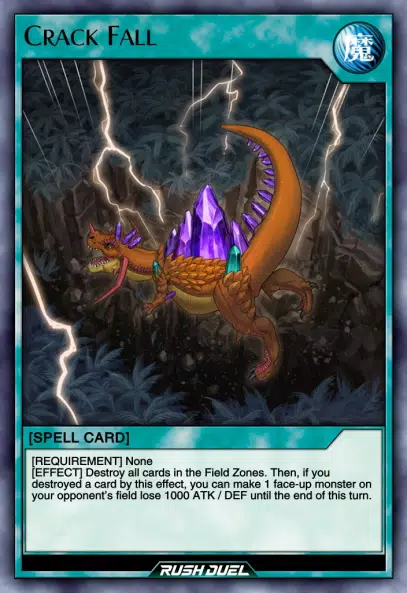 Crack Fall
魔
[SPELL CARD]
[REQUIREMENT] None
[EFFECT] Destroy all cards in the Field Zones. Then, if you
destroyed a card by this effect, you can make 1 face-up monster on
your opponent's field lose 1000 ATK / DEF until the end of this turn.
RUSH DUEL